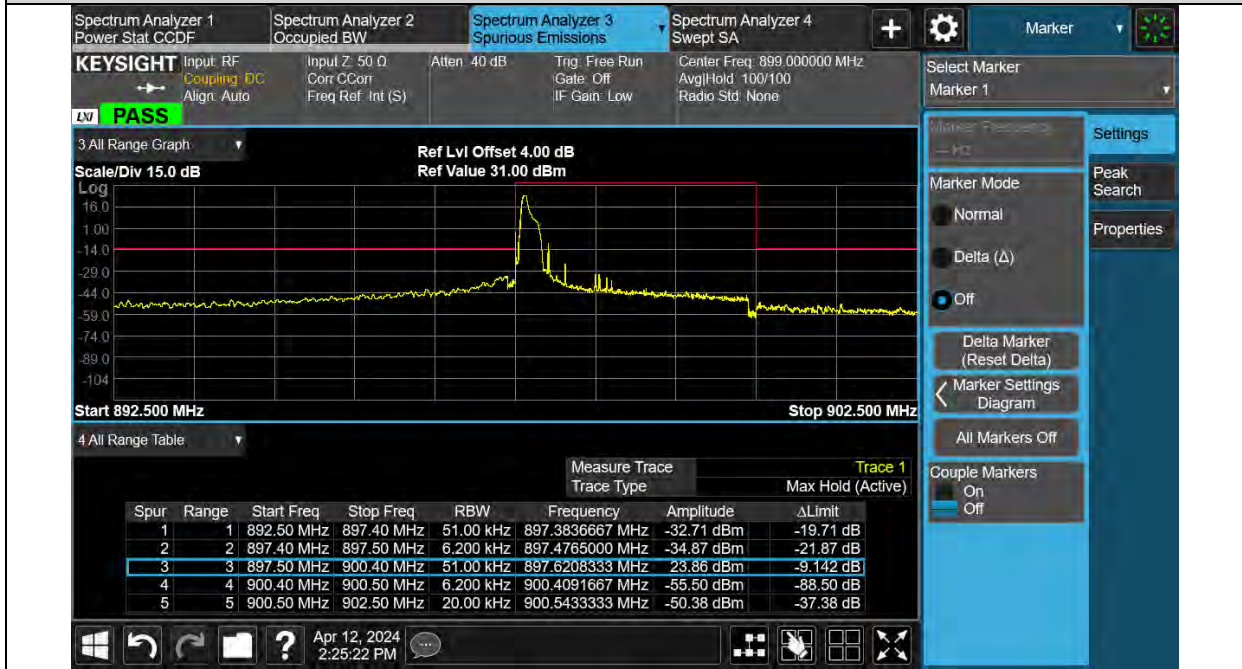 Spectrum Analyzer 1
Power Stat CCDF
Spectrum Analyzer 2
Occupied BW
Spectrum Analyzer 3
Spurious Emissions
Spectrum Analyzer 4
Swept SA
+
Marker
KEYSIGHT
Input: RF
Coupling: DC
Align: Auto
Input Z: 50 Ω
Corr CCorr
Freq Ref: Int (S)
Atten: 40 dB
Trig: Free Run
Gate: Off
IF Gain: Low
Center Freq: 899.000000 MHz
Avg|Hold: 100/100
Radio Std: None
LXI PASS
Select Marker
Marker 1
3 All Range Graph
Ref Lvl Offset 4.00 dB
Scale/Div 15.0 dB
Ref Value 31.00 dBm
Log
16.0
1.00
-14.0
-29.0
-44.0
-59.0
-74.0
-89.0
-104
Start 892.500 MHz
Stop 902.500 MHz
Marker Frequency
--- Hz
Settings
Marker Mode
Peak
Search
Normal
Properties
Delta (Δ)
Off
Delta Marker
(Reset Delta)
Marker Settings
Diagram
All Markers Off
Couple Markers
On
Off
4 All Range Table
Measure Trace Trace 1
Trace Type Max Hold (Active)
Spur Range Start Freq Stop Freq RBW Frequency Amplitude ΔLimit
1 1 892.50 MHz 897.40 MHz 51.00 kHz 897.3836667 MHz -32.71 dBm -19.71 dB
2 2 897.40 MHz 897.50 MHz 6.200 kHz 897.4765000 MHz -34.87 dBm -21.87 dB
3 3 897.50 MHz 900.40 MHz 51.00 kHz 897.6208333 MHz 23.86 dBm -9.142 dB
4 4 900.40 MHz 900.50 MHz 6.200 kHz 900.4091667 MHz -55.50 dBm -88.50 dB
5 5 900.50 MHz 902.50 MHz 20.00 kHz 900.5433333 MHz -50.38 dBm -37.38 dB
?
Apr 12, 2024
2:25:22 PM